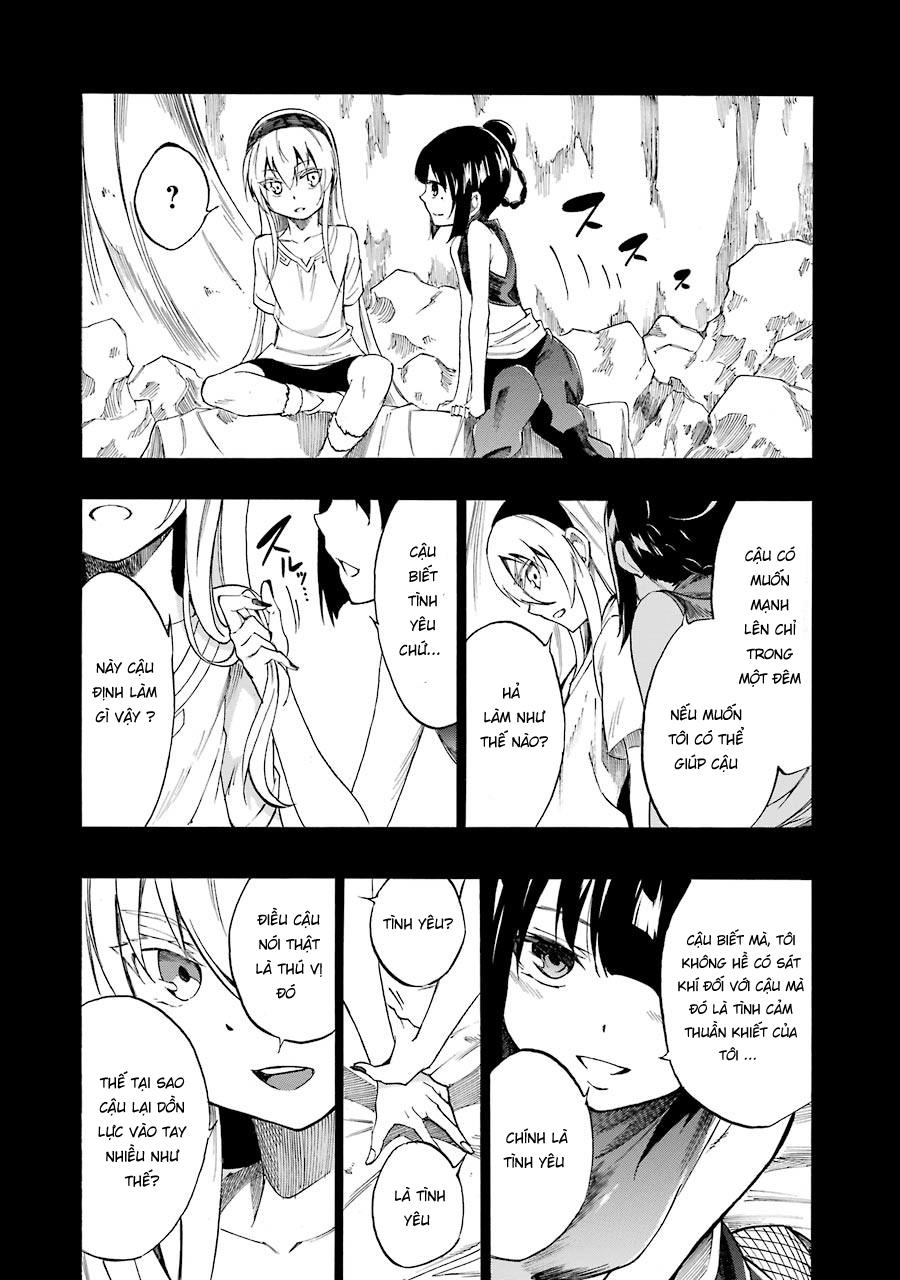 ?
スススッ
CẬU CÓ
MUỐN
MẠNH
LÊN CHỈ
TRONG
MỘT ĐÊM
NẾU MUỐN
TÔI CÓ THỂ
GIÚP CẬU
HẢ
LÀM NHƯ
THẾ NÀO?
CẬU
BIẾT
TÌNH
YÊU
CHỨ...
スルッ...
NÀY CẬU
ĐỊNH LÀM
GÌ VẬY ?
CẬU BIẾT MÀ, TÔI
KHÔNG HỀ CÓ SÁT
KHÍ ĐỐI VỚI CẬU MÀ
ĐÓ LÀ TÌNH CẢM
THUẦN KHIẾT CỦA
TÔI ...
CHÍNH LÀ
TÌNH YÊU
TÌNH YÊU?
LÀ TÌNH
YÊU
ĐIỀU CẬU
NÓI THẬT
LÀ THÚ VỊ
ĐÓ
THẾ TẠI SAO
CẬU LẠI DỒN
LỰC VÀO TAY
NHIỀU NHƯ
THẾ?